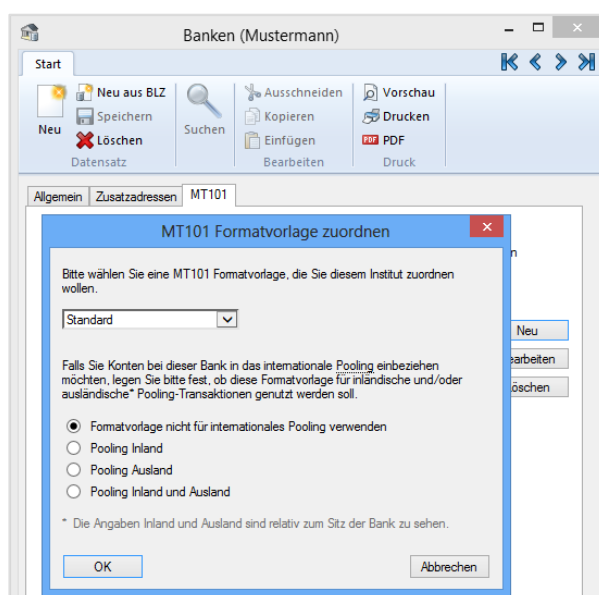 Banken (Mustermann)
Start
Neu
Neu aus BLZ
Speichern
Löschen
Datensatz
Suchen
Ausschneiden
Kopieren
Einfügen
Bearbeiten
Vorschau
Drucken
PDF PDF
Druck
Allgemein Zusatzadressen MT101
MT101 Formatvorlage zuordnen
Bitte wählen Sie eine MT101 Formatvorlage, die Sie diesem Institut zuordnen
wollen.
Standard
Falls Sie Konten bei dieser Bank in das internationale Pooling einbeziehen
möchten, legen Sie bitte fest, ob diese Formatvorlage für inländische und/oder
ausländische* Pooling-Transaktionen genutzt werden soll.
Formatvorlage nicht für internationales Pooling verwenden
Pooling Inland
Pooling Ausland
Pooling Inland und Ausland
* Die Angaben Inland und Ausland sind relativ zum Sitz der Bank zu sehen.
OK Abbrechen
n
Neu
earbeiten
öschen